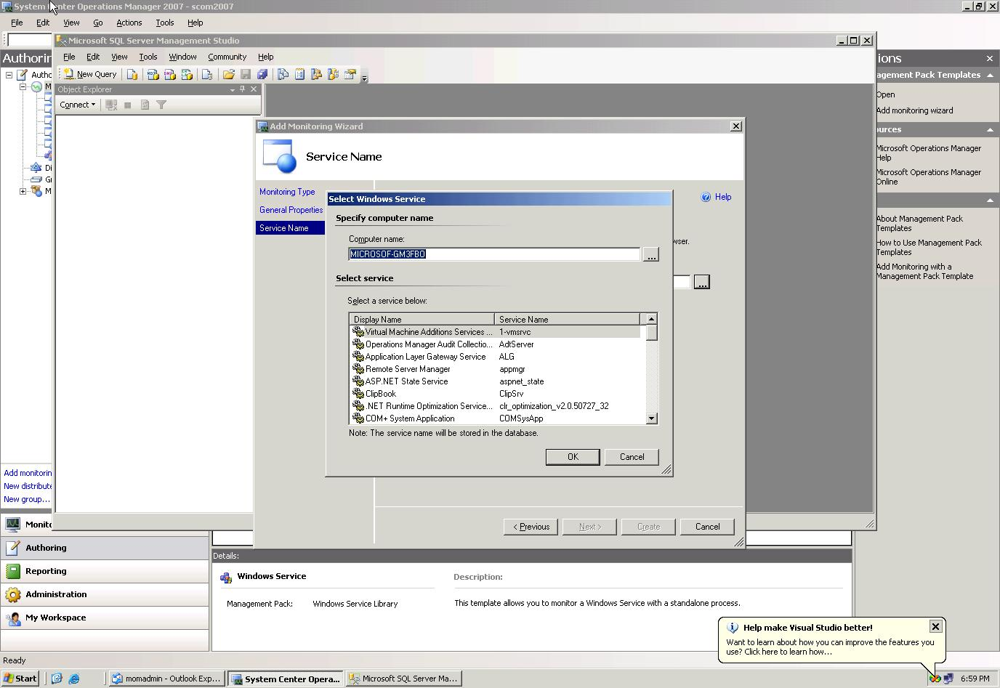 System Center Operations Manager 2007 - scom2007
File Edit View Go Actions Tools Help
Microsoft SQL Server Management Studio
File Edit View Tools Window Community Help
New Query
Object Explorer
Connect
Authorin
Autho
M
Di
Gr
M
Add monitorin
New distribute
New group...
Monito
Authoring
Reporting
Administration
My Workspace
Add Monitoring Wizard
Service Name
Monitoring Type
General Properties
Service Name
Help
wser.
...
Select Windows Service
Specify computer name
Computer name:
MICROSOF-GM3FBO
...
Select service
Select a service below:
Display Name Service Name
Virtual Machine Additions Services ... 1-vmsrvc
Operations Manager Audit Collectio... AdtServer
Application Layer Gateway Service ALG
Remote Server Manager appmgr
ASP.NET State Service aspnet_state
ClipBook ClipSrv
.NET Runtime Optimization Service... clr_optimization_v2.0.50727_32
COM+ System Application COMSysApp
Note: The service name will be stored in the database.
OK Cancel
< Previous Next > Create Cancel
ions
agement Pack Templates
Open
Add monitoring wizard
ources
Microsoft Operations Manager
Help
Microsoft Operations Manager
Online
About Management Pack
Templates
How to Use Management Pack
Templates
Add Monitoring with a
Management Pack Template
Details:
Windows Service
Management Pack: Windows Service Library
Description:
This template allows you to monitor a Windows Service with a standalone process.
Help make Visual Studio better!
Want to learn about how you can improve the features you
use? Click here to learn how...
Ready
Start
momadmin - Outlook Exp...
System Center Opera...
Microsoft SQL Server Ma...
6:59 PM